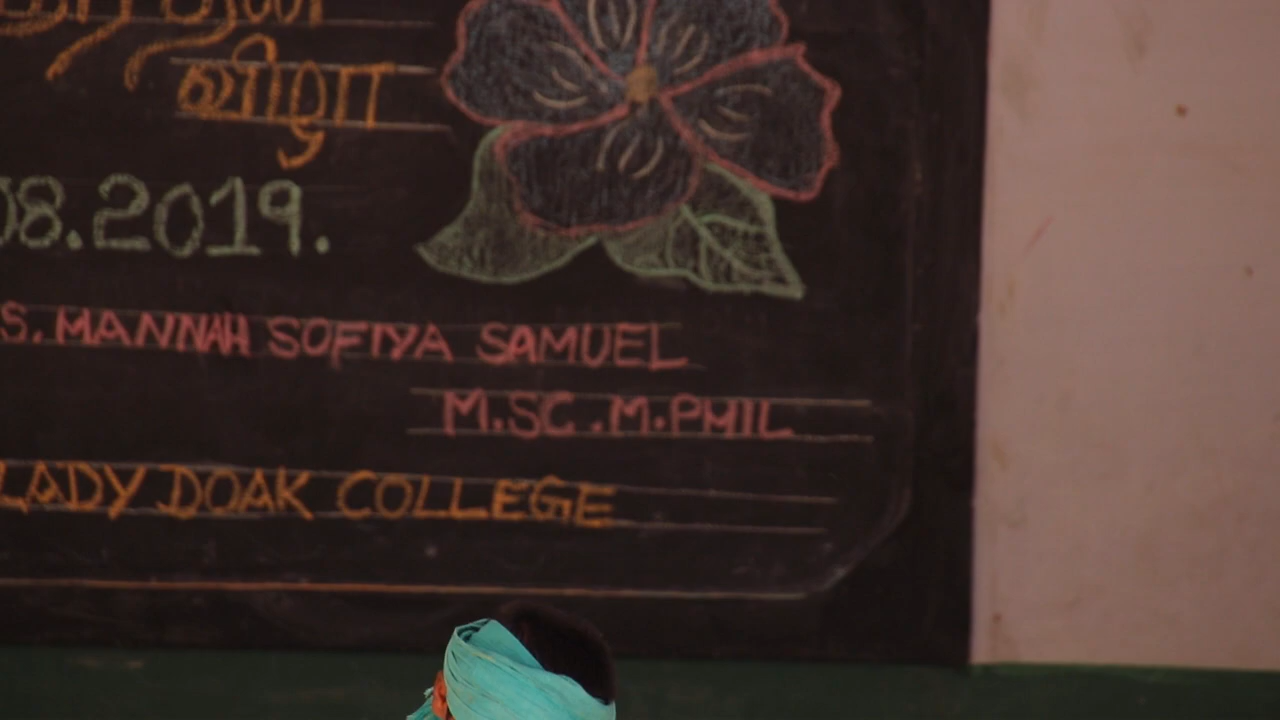 விழா
08.2019.
S. MANNAH SOFIYA SAMUEL
M.SC. M.PHIL
LADY DOAK COLLEGE